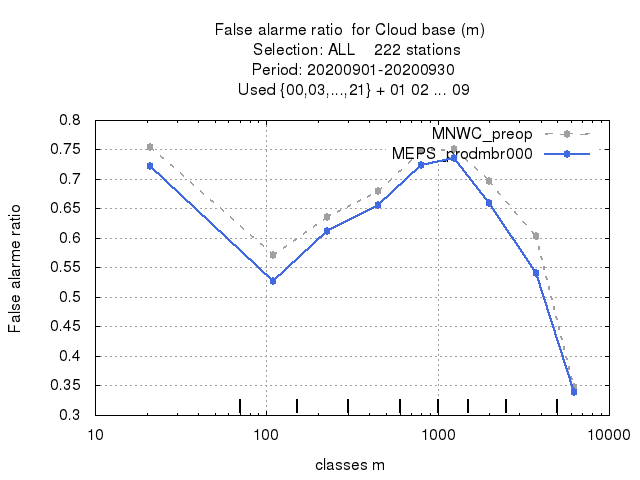 False alarme ratio  for Cloud base (m)
Selection: ALL    222 stations
Period: 20200901-20200930
Used {00,03,...,21} + 01 02 ... 09
MNWC_preop
MEPS_prodmbr000
0.8
0.75
0.7
0.65
0.6
0.55
0.5
0.45
0.4
0.35
0.3
False alarme ratio
10 100 1000 10000
classes m